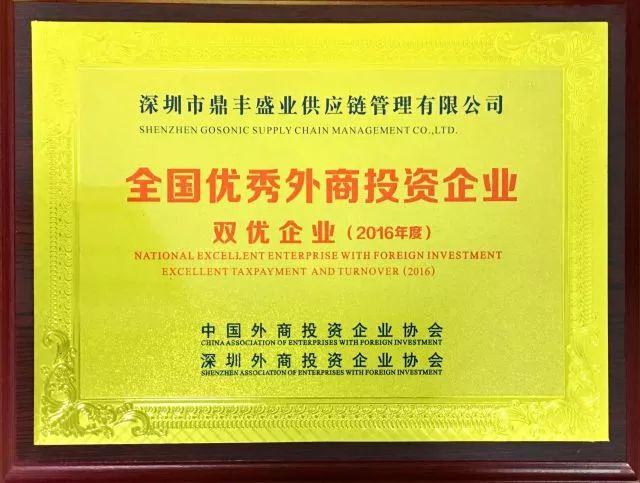 深圳市鼎丰盛业供应链管理有限公司
SHENZHEN GOSONIC SUPPLY CHAIN MANAGEMENT CO.,LTD.
全国优秀外商投资企业
双优企业（2016年度）
NATIONAL EXCELLENT ENTERPRISE WITH FOREIGN INVESTMENT
EXCELLENT TAXPAYMENT AND TURNOVER (2016)
中国外商投资企业协会
CHINA ASSOCIATION OF ENTERPRISES WITH FOREIGN INVESTMENT
深圳外商投资企业协会
SHENZHEN ASSOCIATION OF ENTERPRISES WITH FOREIGN INVESTMENT